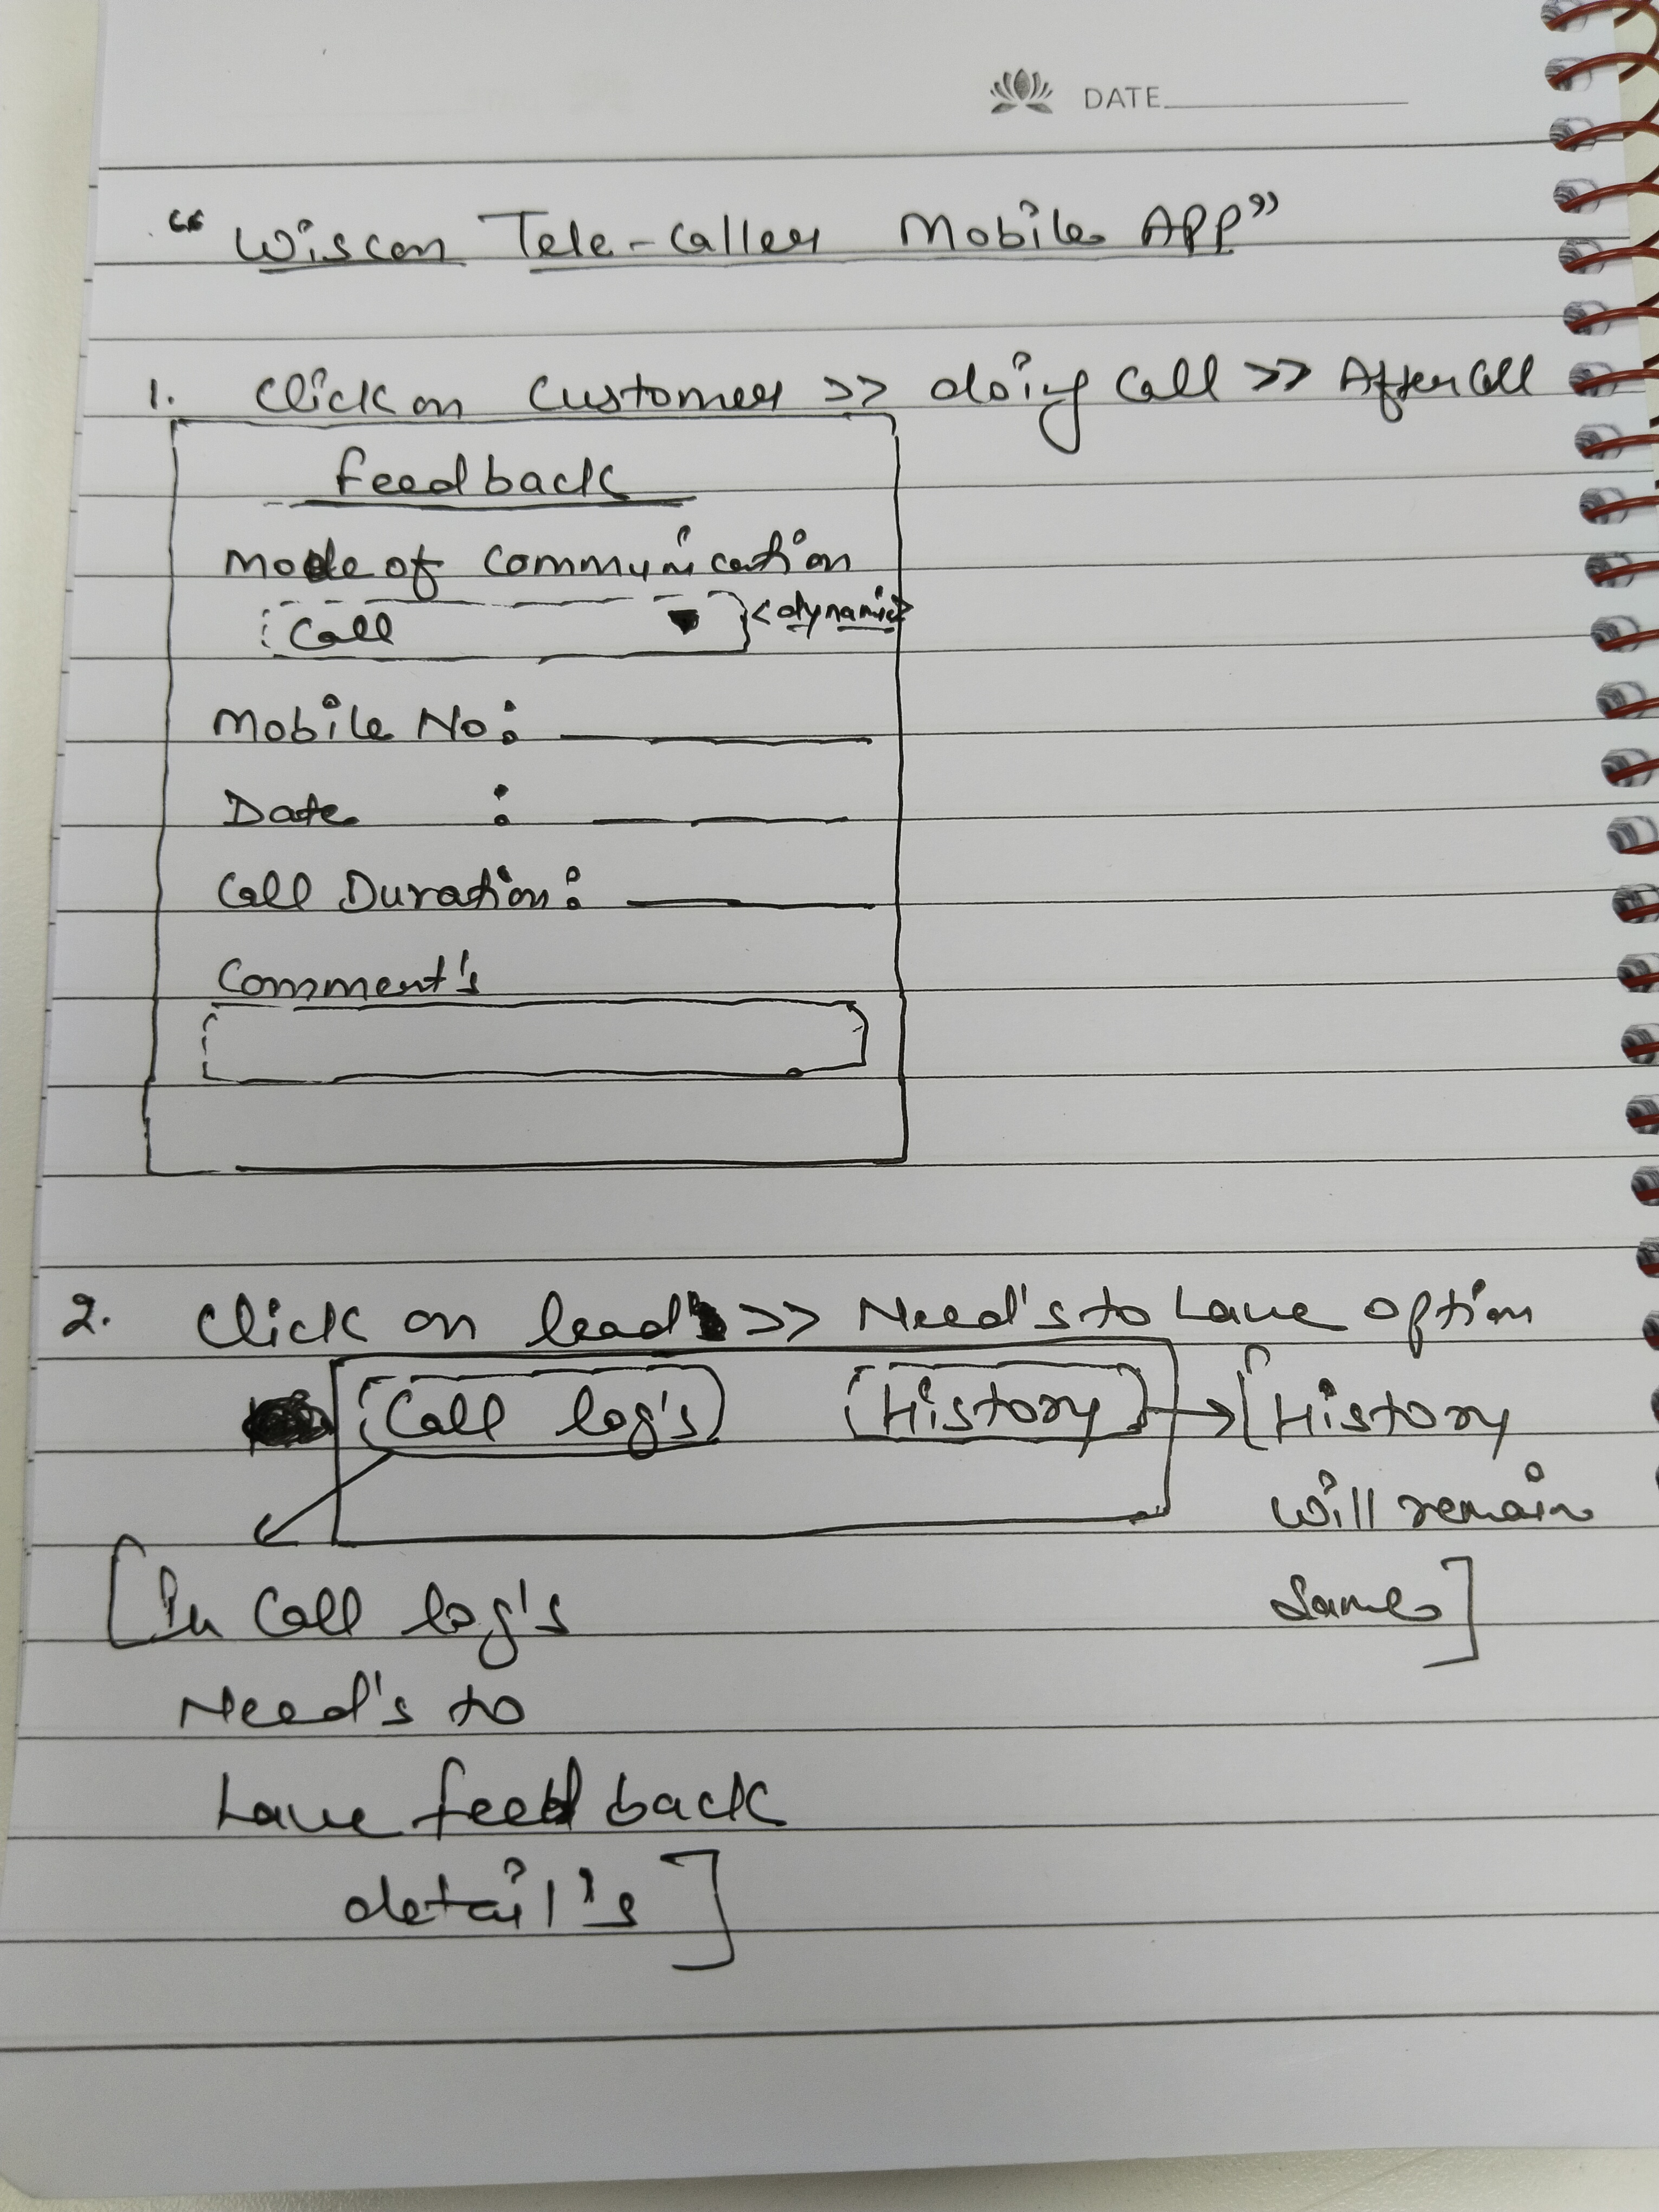 DATE
"Wiscon Tele-Caller Mobile APP"
1. Click on Customer >> doing Call >> After Call
feedback
Mode of Communication
Call <dynamic>
Mobile No:
Date :
Call Duration:
Comment's
2. Click on lead's >> Need's to have option
Call log's History → [History
will remain
same]
[In Call log's
Need's to
have feedback
detail's]